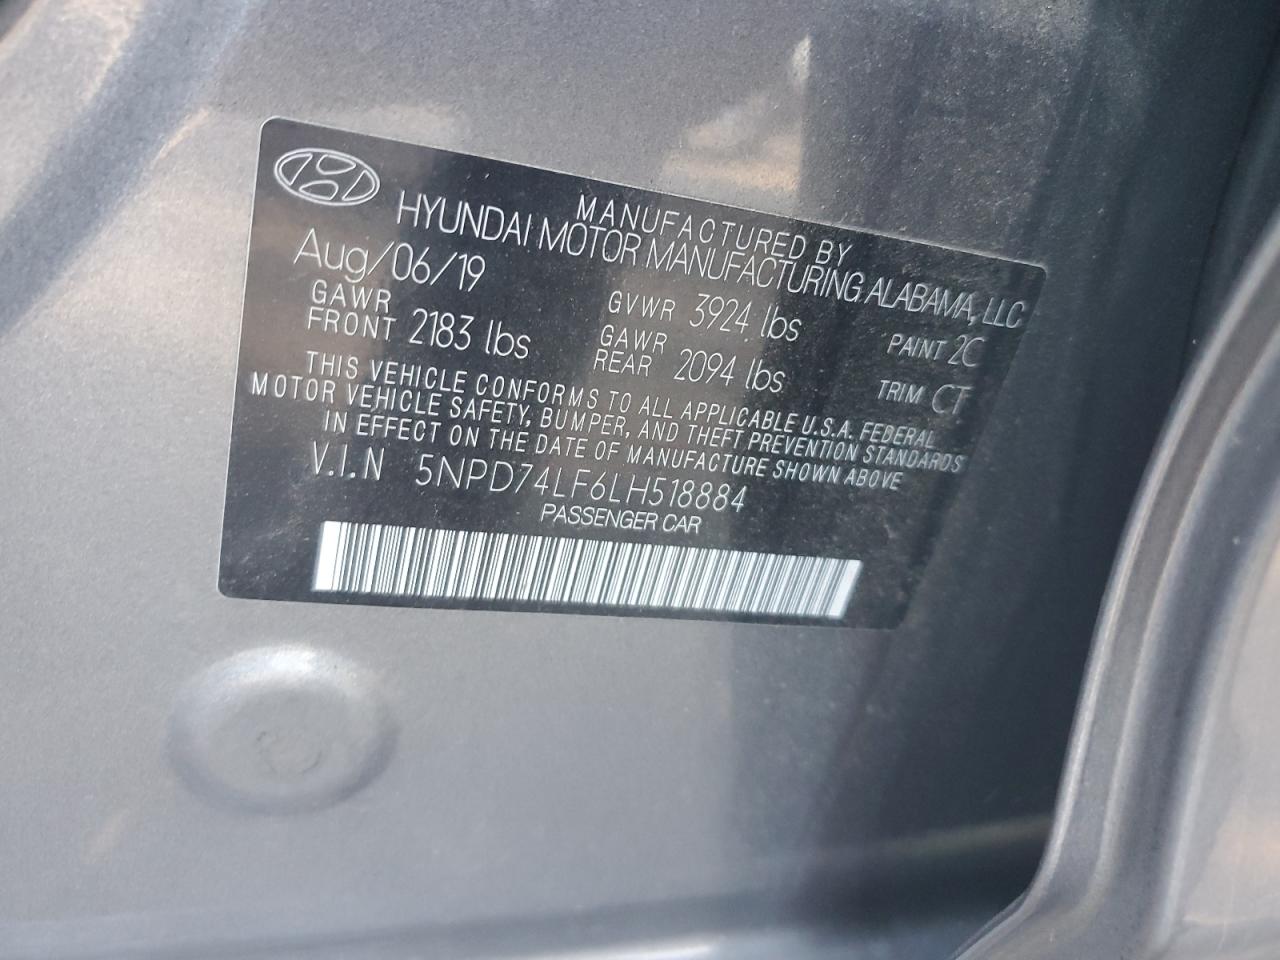 MANUFACTURED BY
HYUNDAI MOTOR MANUFACTURING ALABAMA, LLC
Aug/06/19 GVWR 3924 lbs PAINT 2C
GAWR FRONT 2183 lbs GAWR REAR 2094 lbs TRIM CT
THIS VEHICLE CONFORMS TO ALL APPLICABLE U.S.A. FEDERAL
MOTOR VEHICLE SAFETY, BUMPER, AND THEFT PREVENTION STANDARDS
IN EFFECT ON THE DATE OF MANUFACTURE SHOWN ABOVE
V.I.N 5NPD74LF6LH518884
PASSENGER CAR